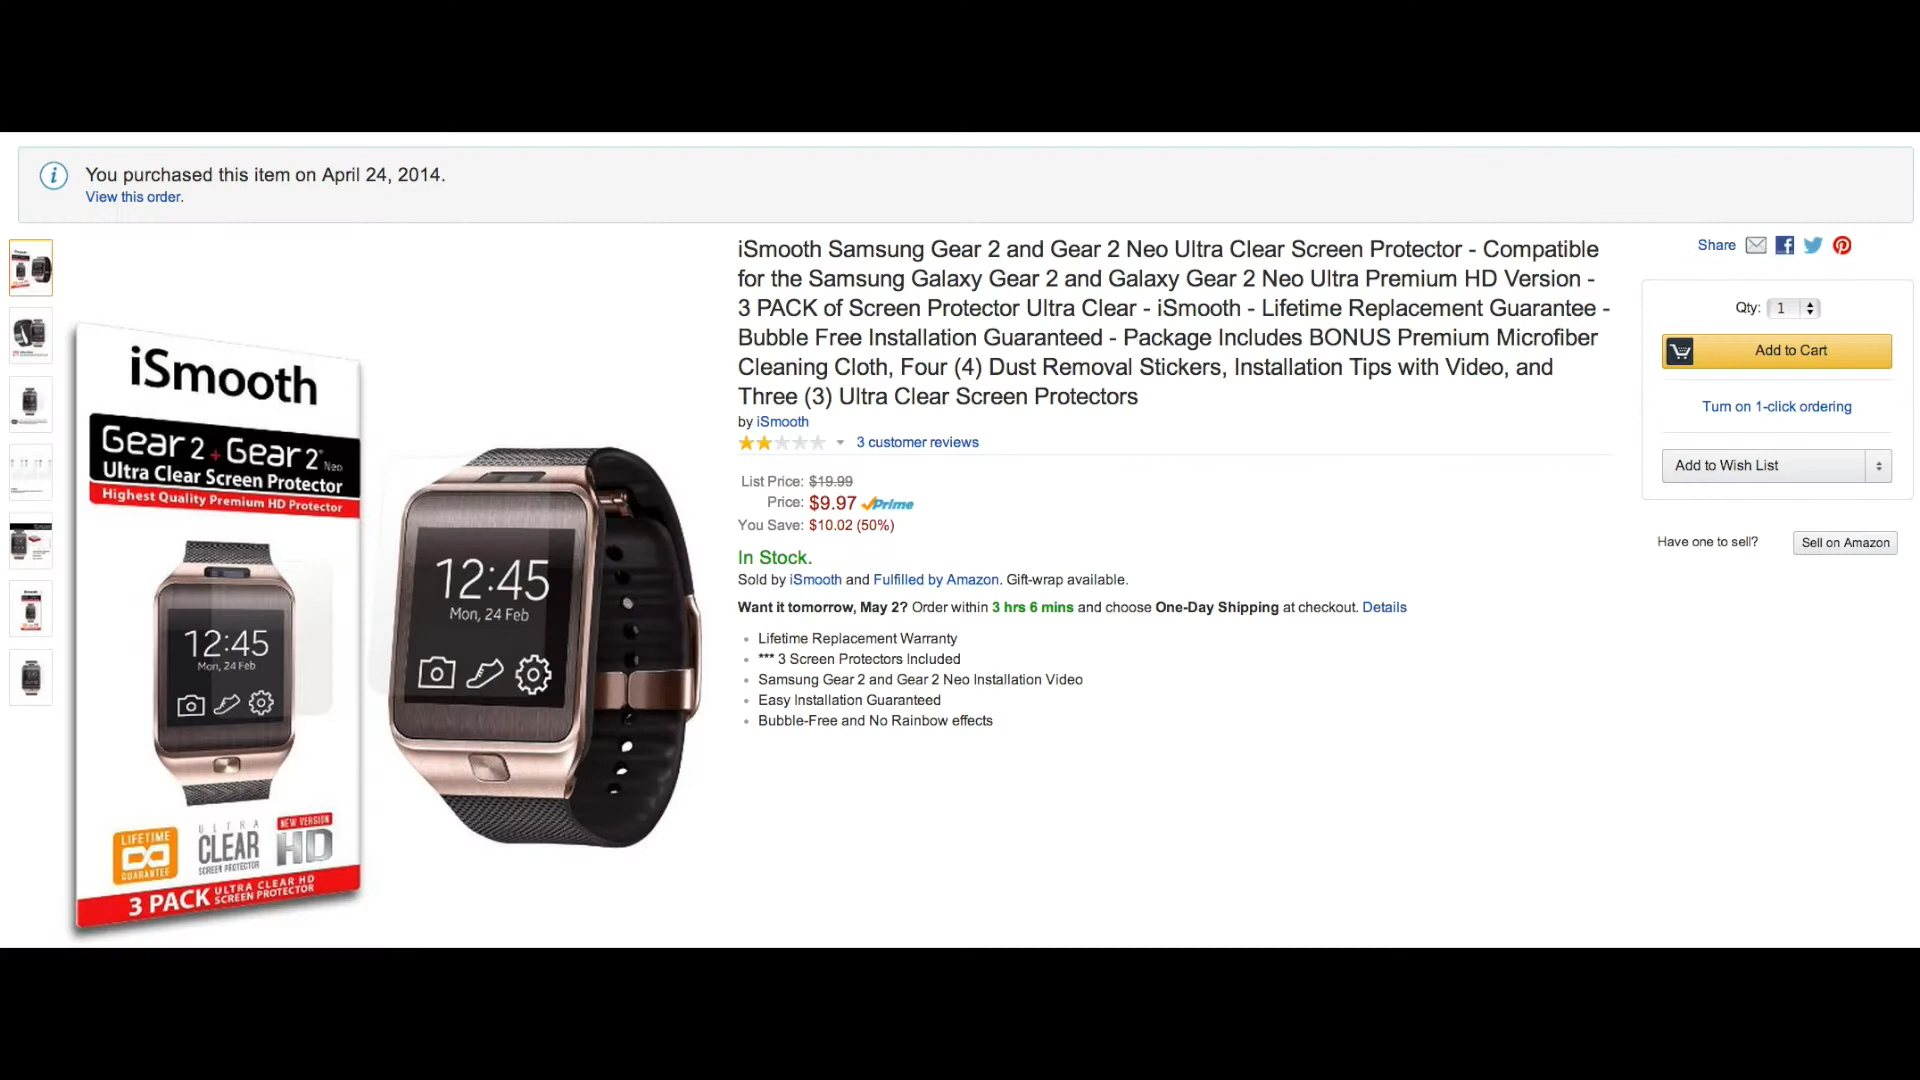 You purchased this item on April 24, 2014.
View this order.
iSmooth
Gear 2 + Gear 2 Neo
Ultra Clear Screen Protector
Highest Quality Premium HD Protector
12:45
Mon, 24 Feb
LIFETIME
GUARANTEE
ULTRA
CLEAR
SCREEN PROTECTOR
NEW VERSION
HD
3 PACK ULTRA CLEAR HD
SCREEN PROTECTOR
12:45
Mon, 24 Feb
iSmooth Samsung Gear 2 and Gear 2 Neo Ultra Clear Screen Protector - Compatible
for the Samsung Galaxy Gear 2 and Galaxy Gear 2 Neo Ultra Premium HD Version -
3 PACK of Screen Protector Ultra Clear - iSmooth - Lifetime Replacement Guarantee -
Bubble Free Installation Guaranteed - Package Includes BONUS Premium Microfiber
Cleaning Cloth, Four (4) Dust Removal Stickers, Installation Tips with Video, and
Three (3) Ultra Clear Screen Protectors
by iSmooth
3 customer reviews
List Price: $19.99
Price: $9.97 Prime
You Save: $10.02 (50%)
In Stock.
Sold by iSmooth and Fulfilled by Amazon. Gift-wrap available.
Want it tomorrow, May 2? Order within 3 hrs 6 mins and choose One-Day Shipping at checkout. Details
Lifetime Replacement Warranty
*** 3 Screen Protectors Included
Samsung Gear 2 and Gear 2 Neo Installation Video
Easy Installation Guaranteed
Bubble-Free and No Rainbow effects
Share
Qty: 1
Add to Cart
Turn on 1-click ordering
Add to Wish List
Have one to sell? Sell on Amazon